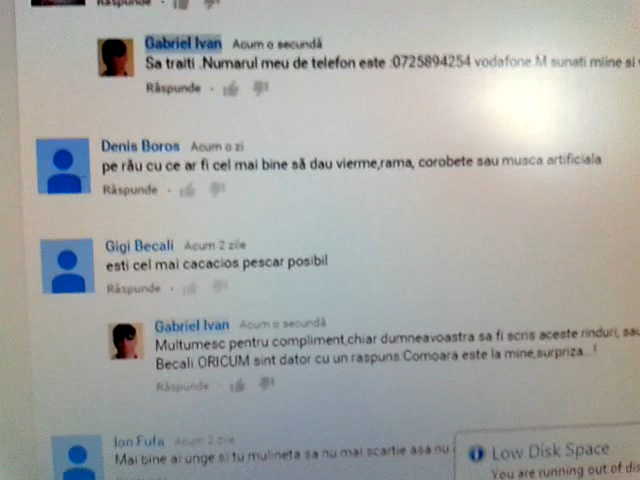 Răspunde
Gabriel Ivan Acum o secundă
Sa traiti .Numarul meu de telefon este :0725894254 vodafone.M sunati miine si
Răspunde
Denis Boros Acum o zi
pe râu cu ce ar fi cel mai bine să dau vierme,rama, corobete sau musca artificiala
Răspunde
Gigi Becali Acum 2 zile
esti cel mai cacacios pescar posibil
Răspunde
Gabriel Ivan Acum o secundă
Multumesc pentru compliment,chiar dumneavoastra sa fi scris aceste rinduri, sau
Becali.ORICUM sint dator cu un raspuns:Comoara este la mine,surpriza...!
Răspunde
Ion Fufa Acum 2 zile
Mai bine ai unge si tu mulineta sa nu mai scartie asa nu
Low Disk Space
You are running out of dis